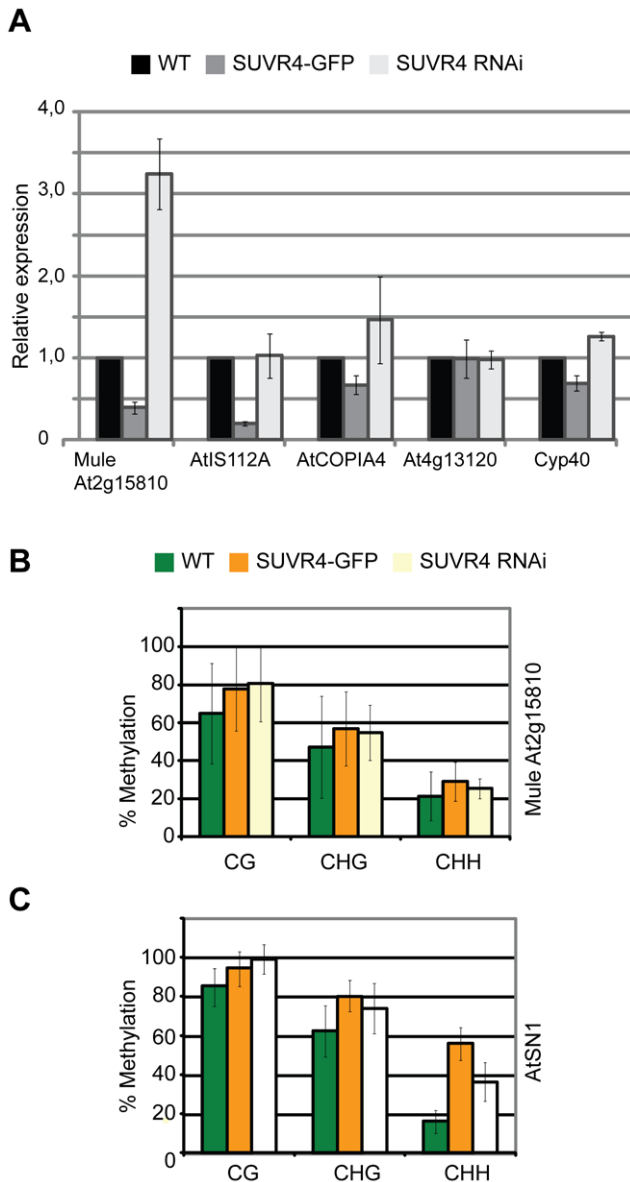 A
WT SUVR4-GFP SUVR4 RNAi
4,0
3,0
2,0
1,0
0
Relative expression
Mule
At2g15810
AtIS112A
AtCOPIA4
At4g13120
Cyp40
B
WT SUVR4-GFP SUVR4 RNAi
100
80
60
40
20
0
% Methylation
CG
CHG
CHH
Mule At2g15810
C
100
80
60
40
20
0
% Methylation
CG
CHG
CHH
AtSN1